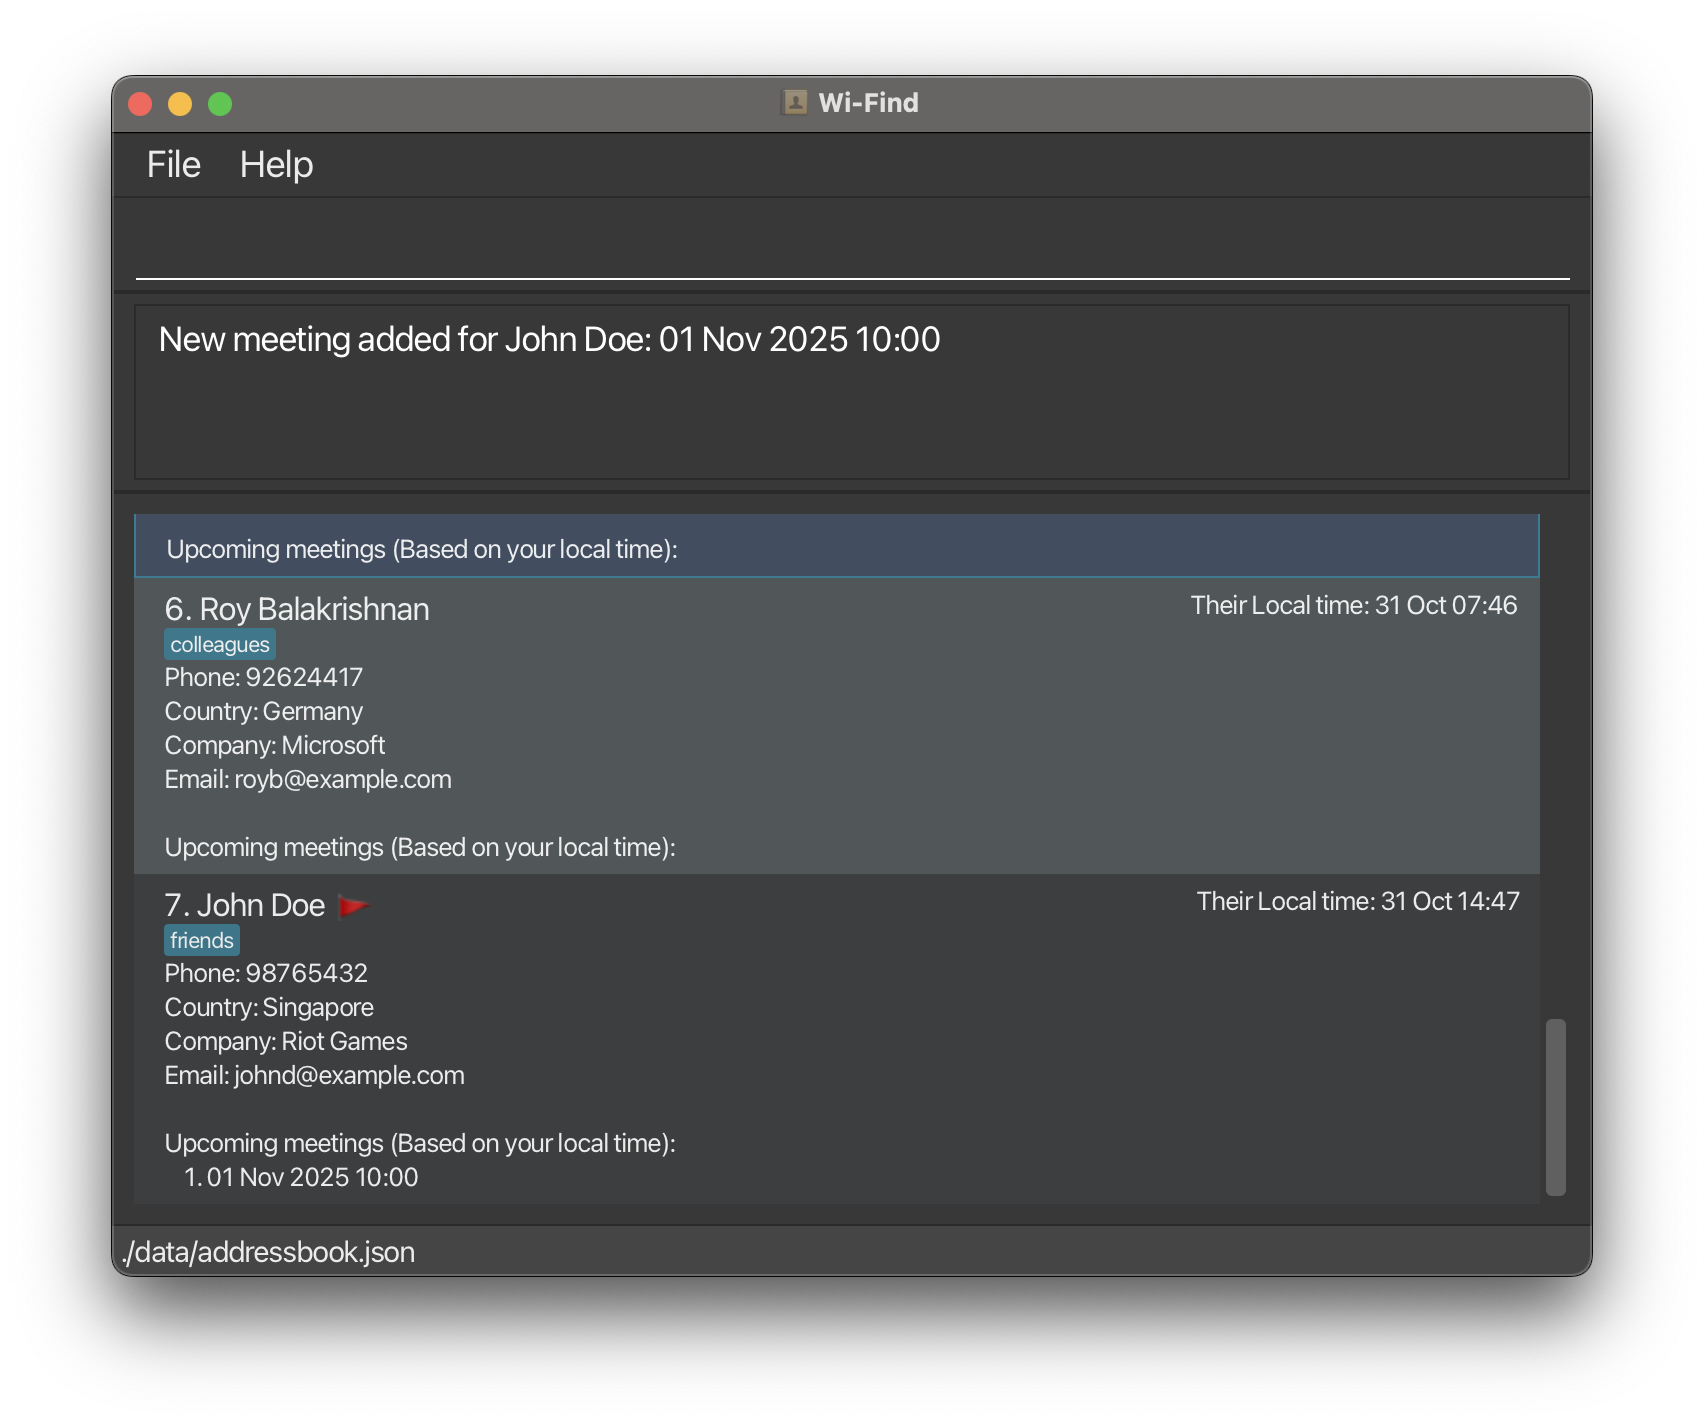 Wi-Find
File Help
New meeting added for John Doe: 01 Nov 2025 10:00
Upcoming meetings (Based on your local time):
6. Roy Balakrishnan
Their Local time: 31 Oct 07:46
colleagues
Phone: 92624417
Country: Germany
Company: Microsoft
Email: royb@example.com
Upcoming meetings (Based on your local time):
7. John Doe
Their Local time: 31 Oct 14:47
friends
Phone: 98765432
Country: Singapore
Company: Riot Games
Email: johnd@example.com
Upcoming meetings (Based on your local time):
1. 01 Nov 2025 10:00
./data/addressbook.json